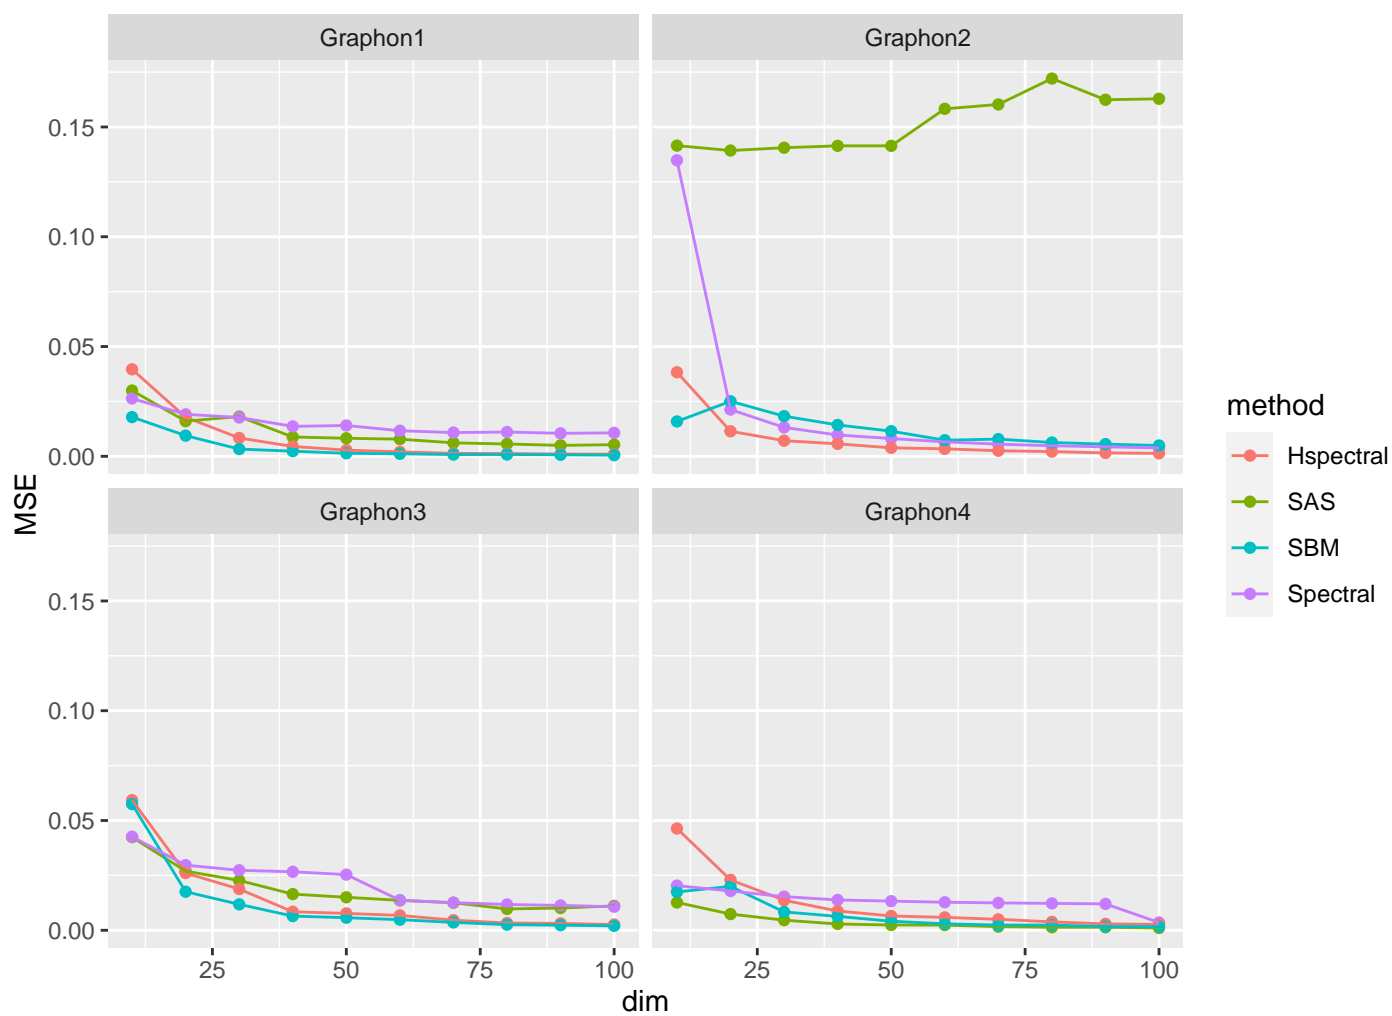 Graphon1
Graphon2
0.15
0.10
0.05
0.00
Graphon3
Graphon4
0.15
0.10
0.05
0.00
25 50 75 100
25 50 75 100
dim
MSE
method
Hspectral
SAS
SBM
Spectral